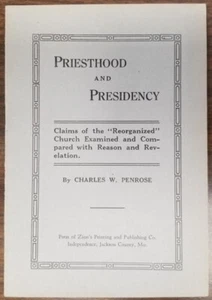 PRIESTHOOD
AND
PRESIDENCY
Claims of the "Reorganized"
Church Examined and Com-
pared with Reason and Rev-
elation.
By CHARLES W. PENROSE
Press of Zion's Printing and Publishing Co.
Independence, Jackson County, Mo.